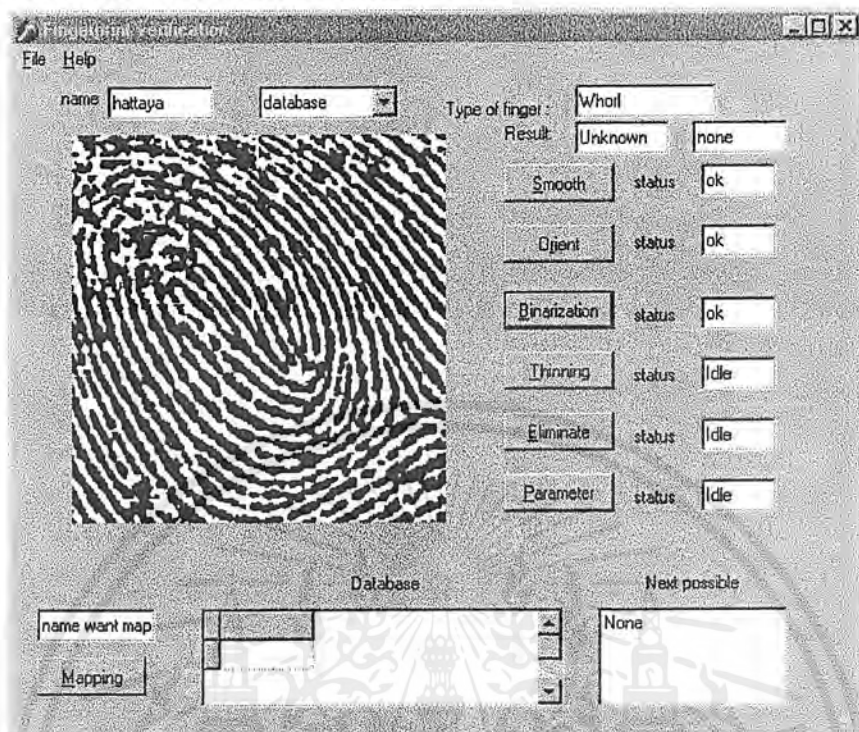 Fingerprint Verification
File Help
name hattaya database
Type of finger : Whorl
Result: Unknown none
Smooth status ok
Orient status ok
Binarization status ok
Thinning status Idle
Eliminate status Idle
Parameter status Idle
Database Next possible
name want map None
Mapping